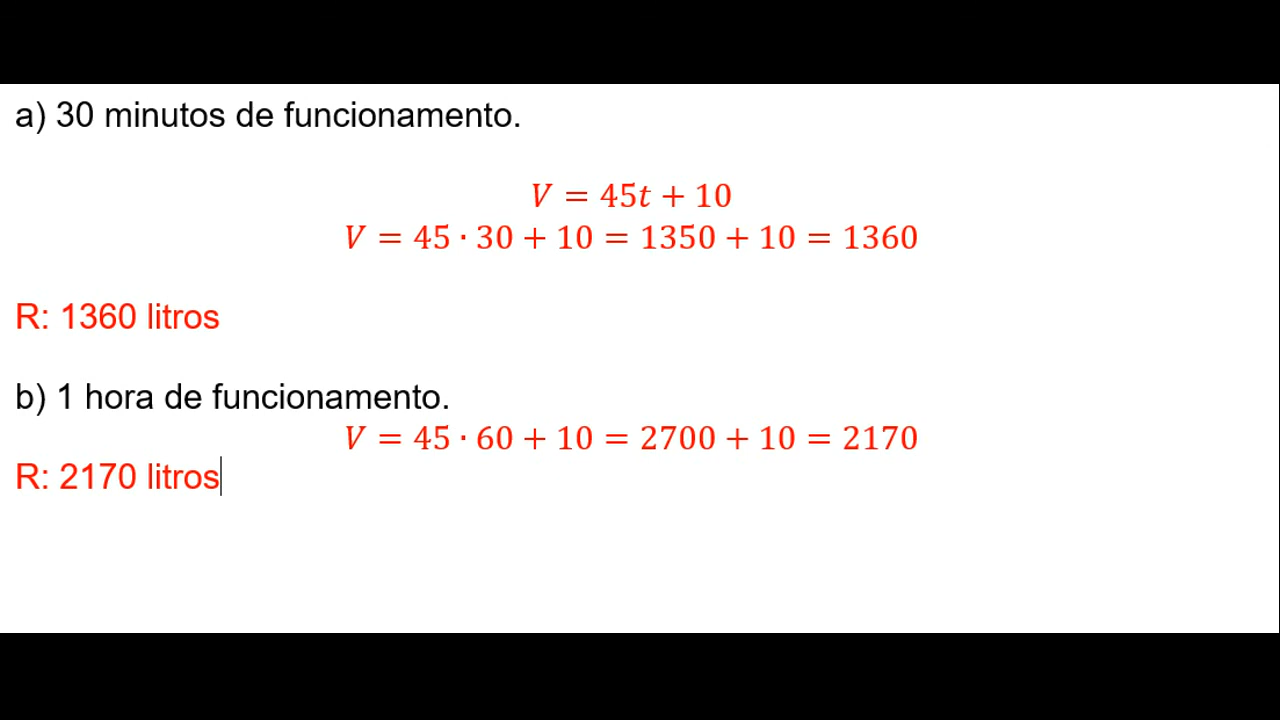 a) 30 minutos de funcionamento.
V = 45t + 10
V = 45 · 30 + 10 = 1350 + 10 = 1360
R: 1360 litros
b) 1 hora de funcionamento.
V = 45 · 60 + 10 = 2700 + 10 = 2170
R: 2170 litros